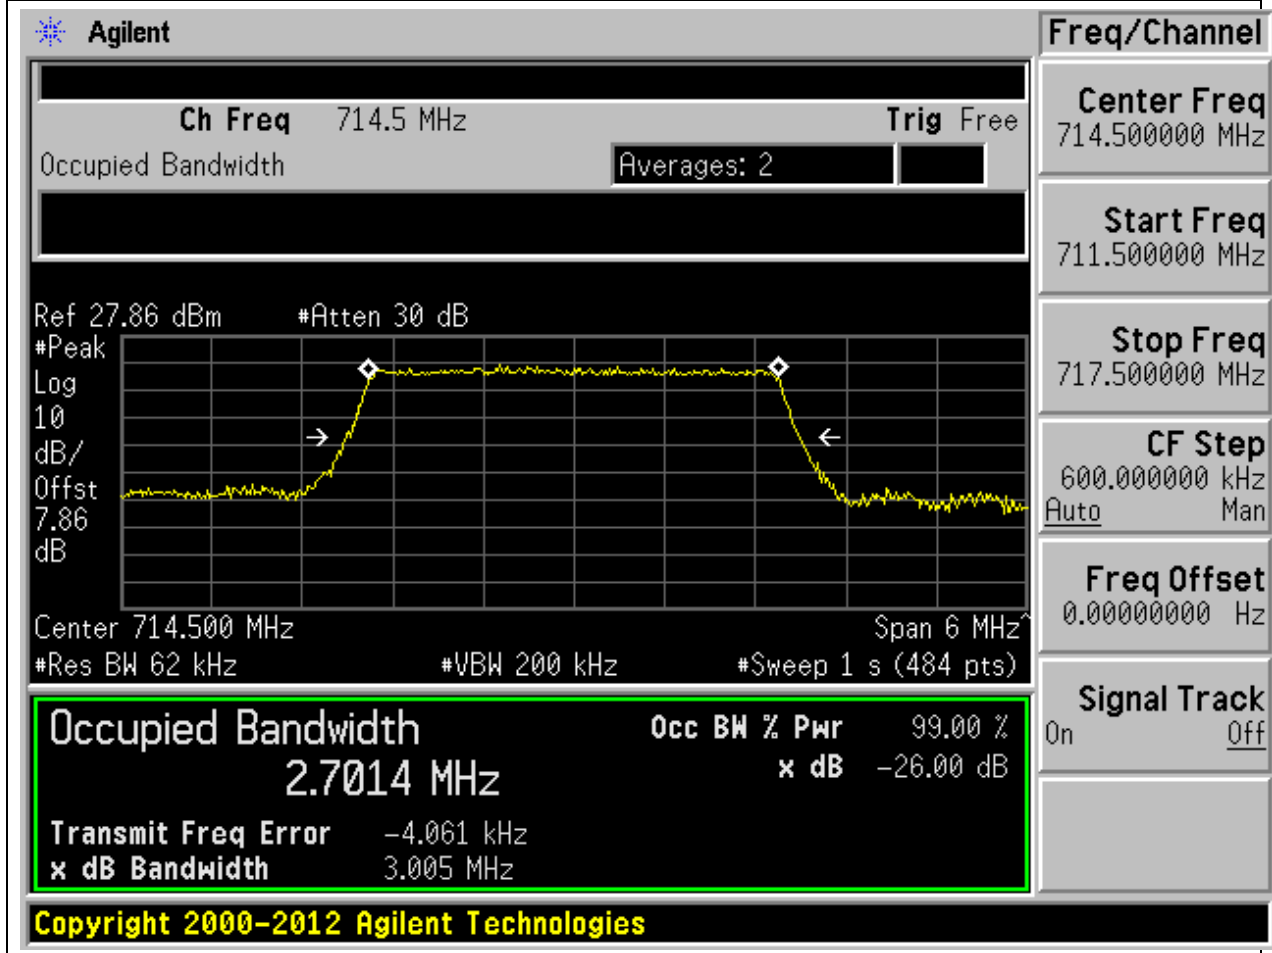 Agilent
Freq/Channel
Ch Freq 714.5 MHz Trig Free
Occupied Bandwidth Averages: 2
Ref 27.86 dBm #Atten 30 dB
#Peak
Log
10
dB/
Offst
7.86
dB
Center 714.500 MHz Span 6 MHz^
#Res BW 62 kHz #VBW 200 kHz #Sweep 1 s (484 pts)
Occupied Bandwidth Occ BW % Pwr 99.00 %
2.7014 MHz x dB -26.00 dB
Transmit Freq Error -4.061 kHz
x dB Bandwidth 3.005 MHz
Copyright 2000-2012 Agilent Technologies
Center Freq
714.500000 MHz
Start Freq
711.500000 MHz
Stop Freq
717.500000 MHz
CF Step
600.000000 kHz
Auto Man
Freq Offset
0.00000000 Hz
Signal Track
On Off